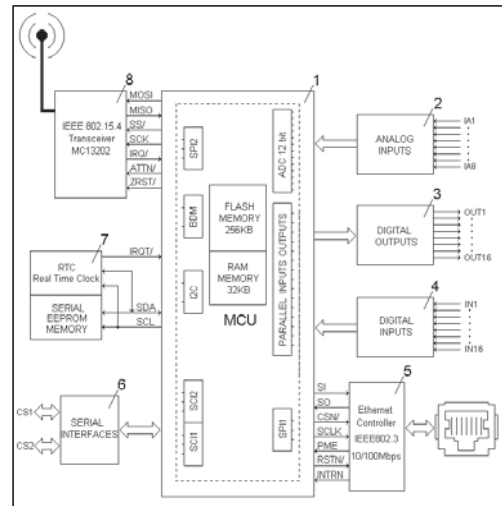 8
IEEE 802.15.4
Transceiver
MC13202
MOSI
MISO
SS/
SCK
IRQ/
ATTN/
ZRST/
7
RTC
Real Time Clock
SERIAL
EEPROM
MEMORY
IRQT/
SDA
SCL
6
SERIAL
INTERFACES
CS1
CS2
1
SPI2
BDM
I2C
SCI2
SCI1
ADC 12 bit
FLASH
MEMORY
256KB
RAM
MEMORY
32KB
MCU
PARALLEL INPUTS OUTPUTS
SPI1
2
ANALOG
INPUTS
IA1
IA8
3
DIGITAL
OUTPUTS
OUT1
OUT16
4
DIGITAL
INPUTS
IN1
IN16
5
SI
SO
CSN/
SCLK
PME
RSTN/
INTRN
Ethernet
Controller
IEEE802.3
10/100Mbps